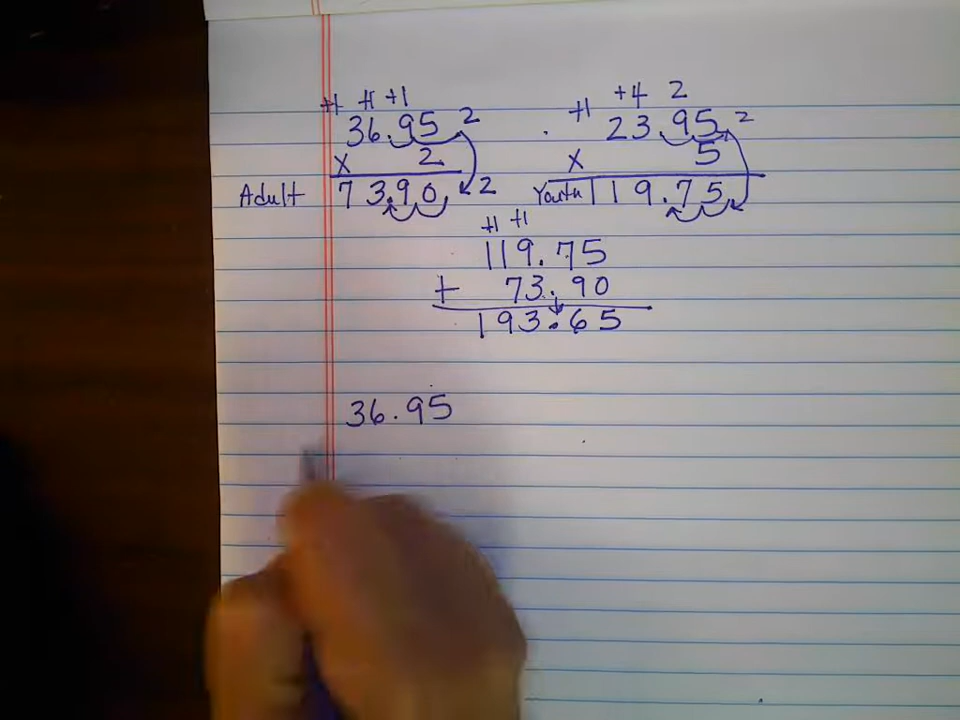 +1 +1 +1
36.95 2
x 2
Adult 73.90 2
+1 +4 2
23.95 2
x 5
Youth 119.75
+1 +1
119.75
+ 73.90
193.65
36.95